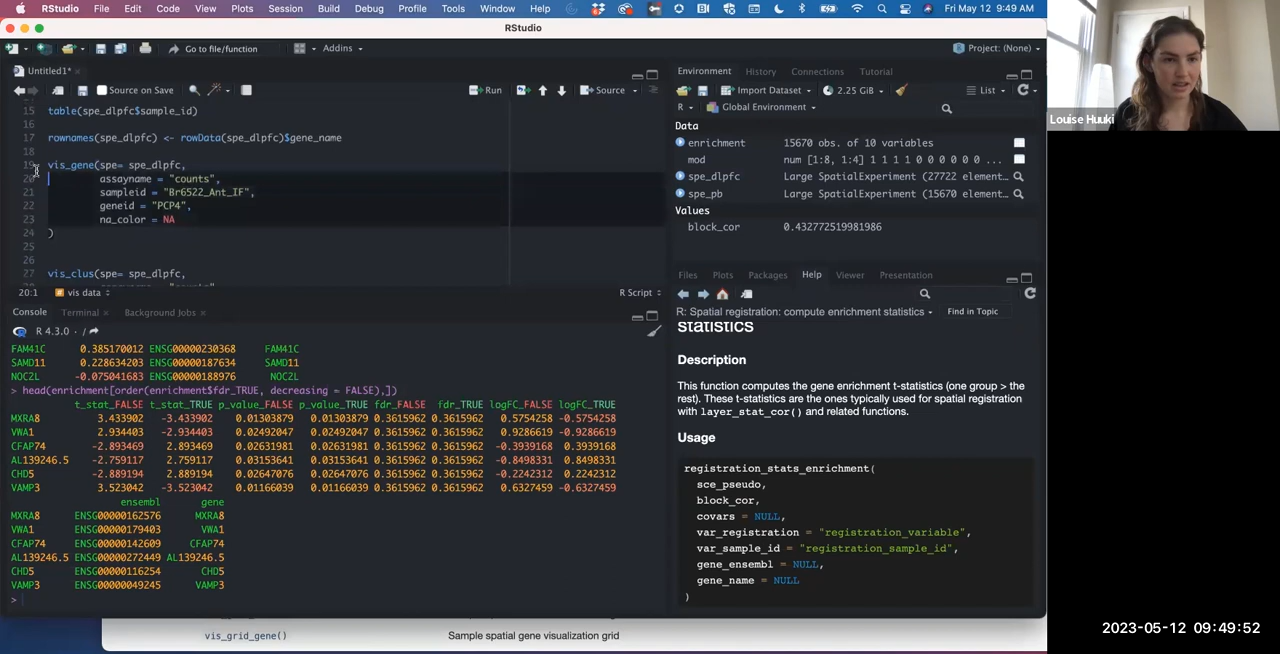 RStudio File Edit Code View Plots Session Build Debug Profile Tools Window Help Fri May 12 9:49 AM
RStudio
Go to file/function Addins Project: (None)
Untitled1*
Source on Save Run Source
15 table(spe_dlpfc$sample_id)
16
17 rownames(spe_dlpfc) <- rowData(spe_dlpfc)$gene_name
18
19 vis_gene(spe= spe_dlpfc,
20 assayname = "counts",
21 sampleid = "Br6522_Ant_IF",
22 geneid = "PCP4",
23 na_color = NA
24 )
25
26
27 vis_clus(spe= spe_dlpfc,
20:1 vis data R Script
Console Terminal Background Jobs
R 4.3.0 · /
FAM41C 0.385170012 ENSG00000230368 FAM41C
SAMD11 0.228634203 ENSG00000187634 SAMD11
NOC2L -0.075041683 ENSG00000188976 NOC2L
> head(enrichment[order(enrichment$fdr_TRUE, decreasing = FALSE),])
t_stat_FALSE t_stat_TRUE p_value_FALSE p_value_TRUE fdr_FALSE fdr_TRUE logFC_FALSE logFC_TRUE
MXRA8 3.433902 -3.433902 0.01303879 0.01303879 0.3615962 0.3615962 0.5754258 -0.5754258
VWA1 2.934403 -2.934403 0.02492047 0.02492047 0.3615962 0.3615962 0.9286619 -0.9286619
CFAP74 -2.893469 2.893469 0.02631981 0.02631981 0.3615962 0.3615962 -0.3939168 0.3939168
AL139246.5 -2.759117 2.759117 0.03153641 0.03153641 0.3615962 0.3615962 -0.8498331 0.8498331
CHD5 -2.889194 2.889194 0.02647076 0.02647076 0.3615962 0.3615962 -0.2242312 0.2242312
VAMP3 3.523042 -3.523042 0.01166039 0.01166039 0.3615962 0.3615962 0.6327459 -0.6327459
ensembl gene
MXRA8 ENSG00000162576 MXRA8
VWA1 ENSG00000179403 VWA1
CFAP74 ENSG00000142609 CFAP74
AL139246.5 ENSG00000272449 AL139246.5
CHD5 ENSG00000116254 CHD5
VAMP3 ENSG00000049245 VAMP3
>
Environment History Connections Tutorial
Import Dataset 2.25 GiB List
R Global Environment
Data
enrichment 15670 obs. of 10 variables
mod num [1:8, 1:4] 1 1 1 1 0 0 0 0 0 ...
spe_dlpfc Large SpatialExperiment (27722 element…
spe_pb Large SpatialExperiment (15670 element…
Values
block_cor 0.432772519981986
Files Plots Packages Help Viewer Presentation
R: Spatial registration: compute enrichment statistics Find in Topic
statistics
Description
This function computes the gene enrichment t-statistics (one group > the
rest). These t-statistics are the ones typically used for spatial registration
with layer_stat_cor() and related functions.
Usage
registration_stats_enrichment(
sce_pseudo,
block_cor,
covars = NULL,
var_registration = "registration_variable",
var_sample_id = "registration_sample_id",
gene_ensembl = NULL,
gene_name = NULL
)
vis_grid_gene() Sample spatial gene visualization grid
Louise Huuki
2023-05-12 09:49:52